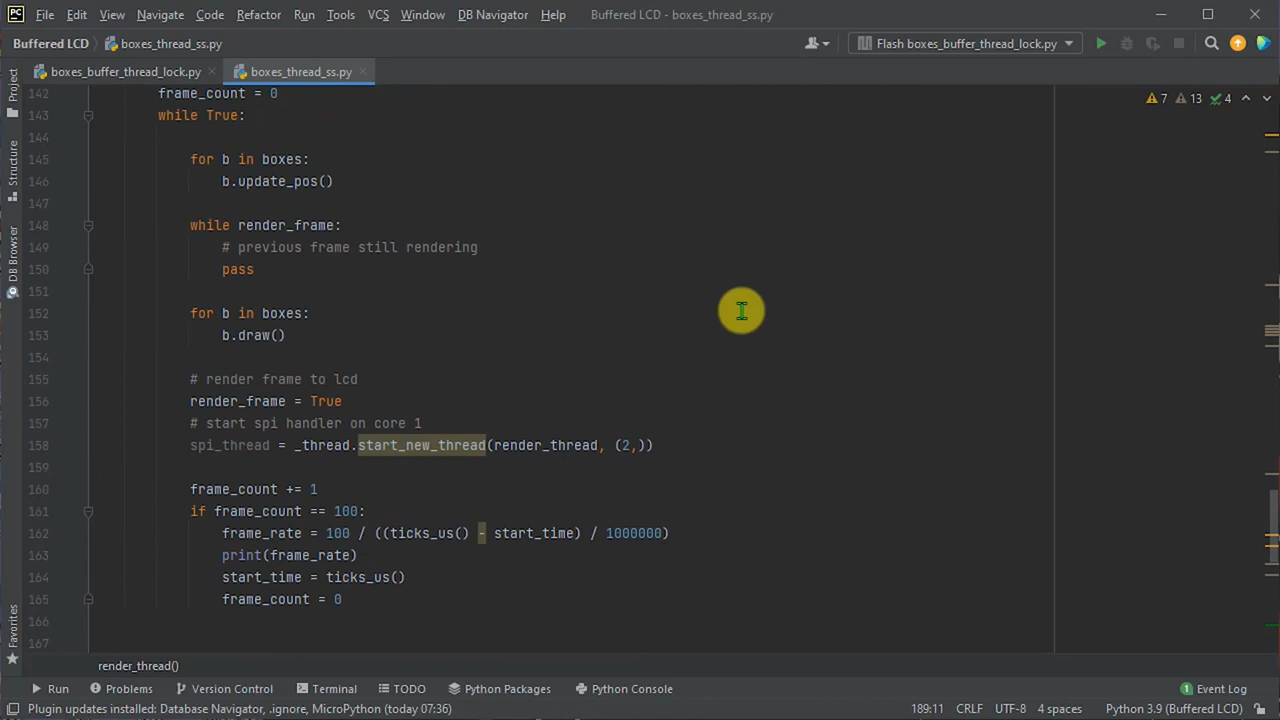 PC File Edit View Navigate Code Refactor Run Tools VCS Window DB Navigator Help Buffered LCD - boxes_thread_ss.py
Buffered LCD boxes_thread_ss.py Flash boxes_buffer_thread_lock.py
boxes_buffer_thread_lock.py boxes_thread_ss.py
Project
Structure
DB Browser
Favorites
7 13 4
142 frame_count = 0
143 while True:
144
145 for b in boxes:
146 b.update_pos()
147
148 while render_frame:
149 # previous frame still rendering
150 pass
151
152 for b in boxes:
153 b.draw()
154
155 # render frame to lcd
156 render_frame = True
157 # start spi handler on core 1
158 spi_thread = _thread.start_new_thread(render_thread, (2,))
159
160 frame_count += 1
161 if frame_count == 100:
162 frame_rate = 100 / ((ticks_us() - start_time) / 1000000)
163 print(frame_rate)
164 start_time = ticks_us()
165 frame_count = 0
166
167
render_thread()
Run Problems Version Control Terminal TODO Python Packages Python Console 1 Event Log
Plugin updates installed: Database Navigator, .ignore, MicroPython (today 07:36) 189:11 CRLF UTF-8 4 spaces Python 3.9 (Buffered LCD)